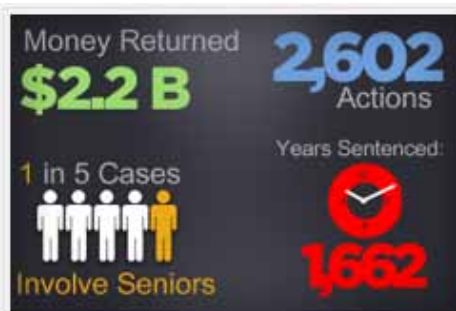 Money Returned
$2.2 B
2,602
Actions
1 in 5 Cases
Involve Seniors
Years Sentenced:
1,662